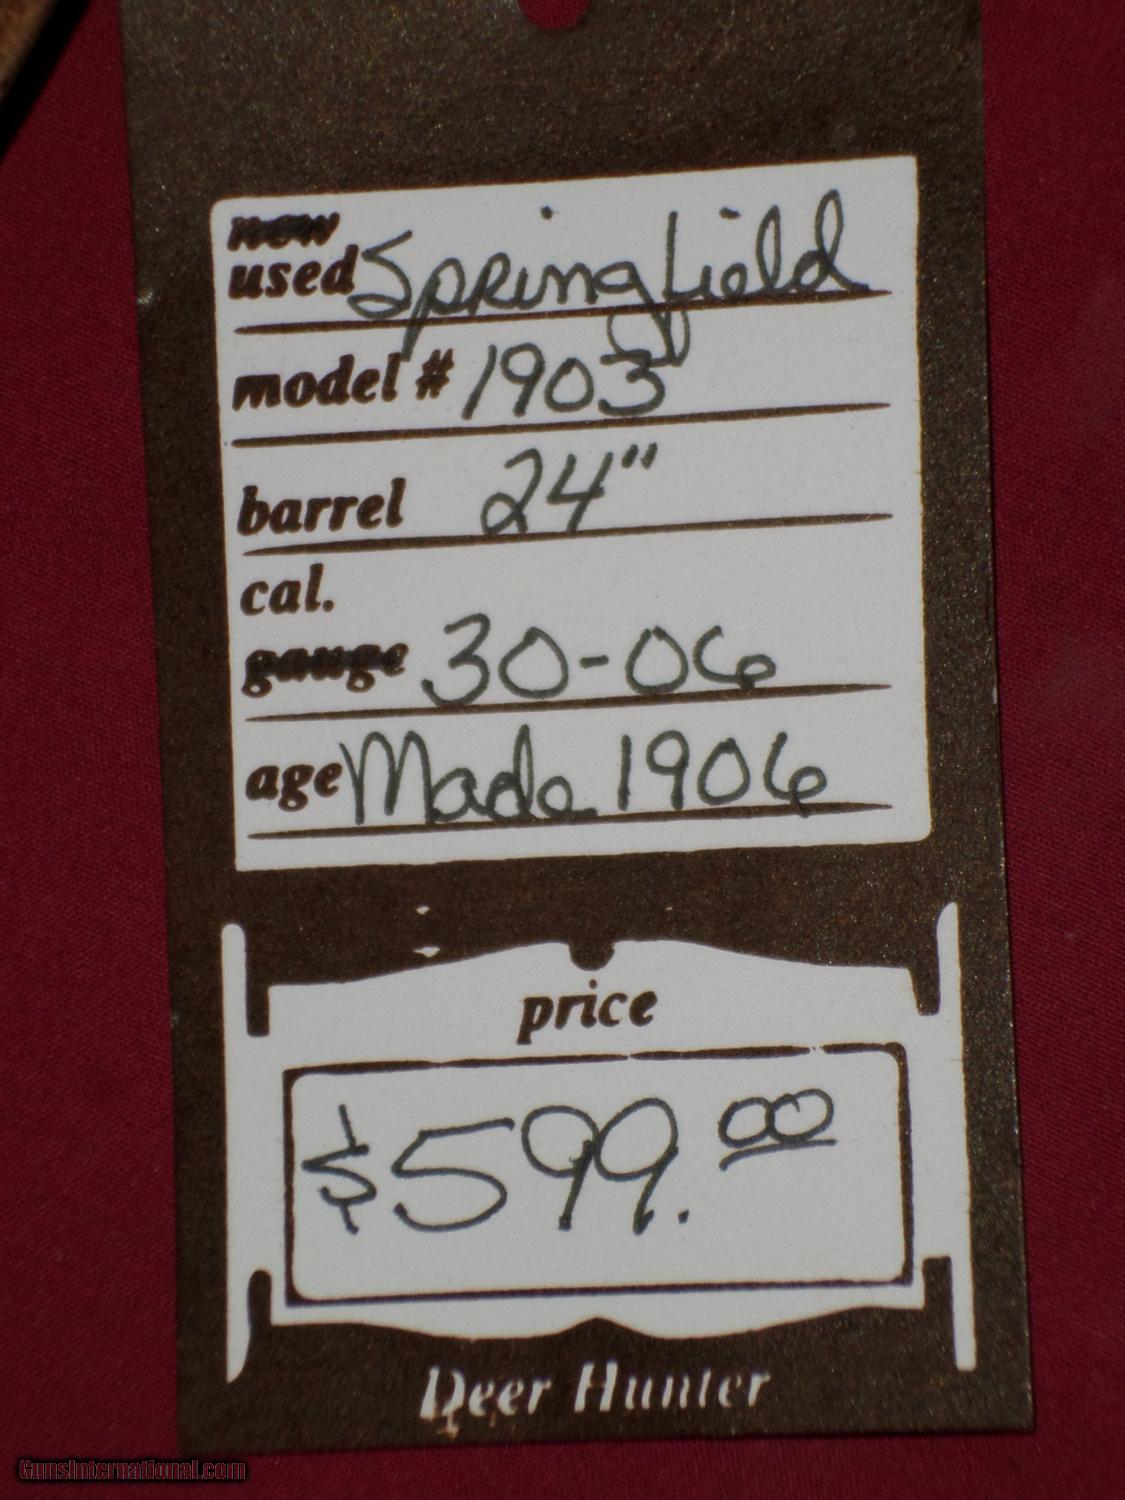 new
used Springfield
model # 1903
barrel 24"
cal.
gauge 30-06
age Made 1906
price
$599.00
Deer Hunter
GunsInternational.com